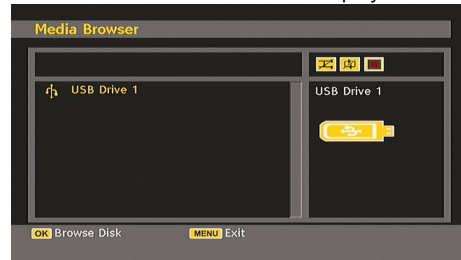 Media Browser
USB Drive 1
USB Drive 1
OK Browse Disk
MENU Exit